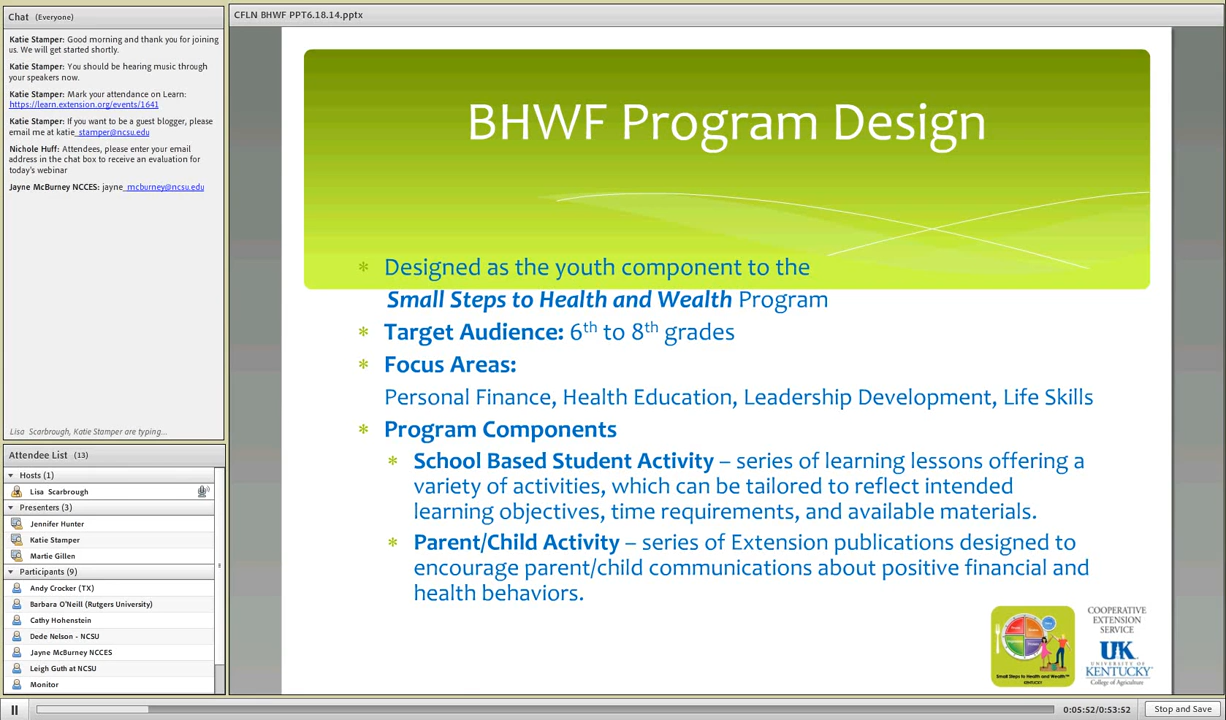 Chat (Everyone)
Katie Stamper: Good morning and thank you for joining
us. We will get started shortly.
Katie Stamper: You should be hearing music through
your speakers now.
Katie Stamper: Mark your attendance on Learn:
https://learn.extension.org/events/1641
Katie Stamper: If you want to be a guest blogger, please
email me at katie_stamper@ncsu.edu
Nichole Huff: Attendees, please enter your email
address in the chat box to receive an evaluation for
today's webinar
Jayne McBurney NCCES: jayne_mcburney@ncsu.edu
Lisa Scarbrough, Katie Stamper are typing...
Attendee List (13)
Hosts (1)
Lisa Scarbrough
Presenters (3)
Jennifer Hunter
Katie Stamper
Martie Gillen
Participants (9)
Andy Crocker (TX)
Barbara O'Neill (Rutgers University)
Cathy Hohenstein
Dede Nelson - NCSU
Jayne McBurney NCCES
Leigh Guth at NCSU
Monitor
CFLN BHWF PPT6.18.14.pptx
BHWF Program Design
* Designed as the youth component to the
Small Steps to Health and Wealth Program
* Target Audience: 6th to 8th grades
* Focus Areas:
Personal Finance, Health Education, Leadership Development, Life Skills
* Program Components
* School Based Student Activity – series of learning lessons offering a
variety of activities, which can be tailored to reflect intended
learning objectives, time requirements, and available materials.
* Parent/Child Activity – series of Extension publications designed to
encourage parent/child communications about positive financial and
health behaviors.
Small Steps to Health and Wealth™
KENTUCKY
COOPERATIVE
EXTENSION
SERVICE
UK
UNIVERSITY OF
KENTUCKY
College of Agriculture
0:05:52/0:53:52
Stop and Save